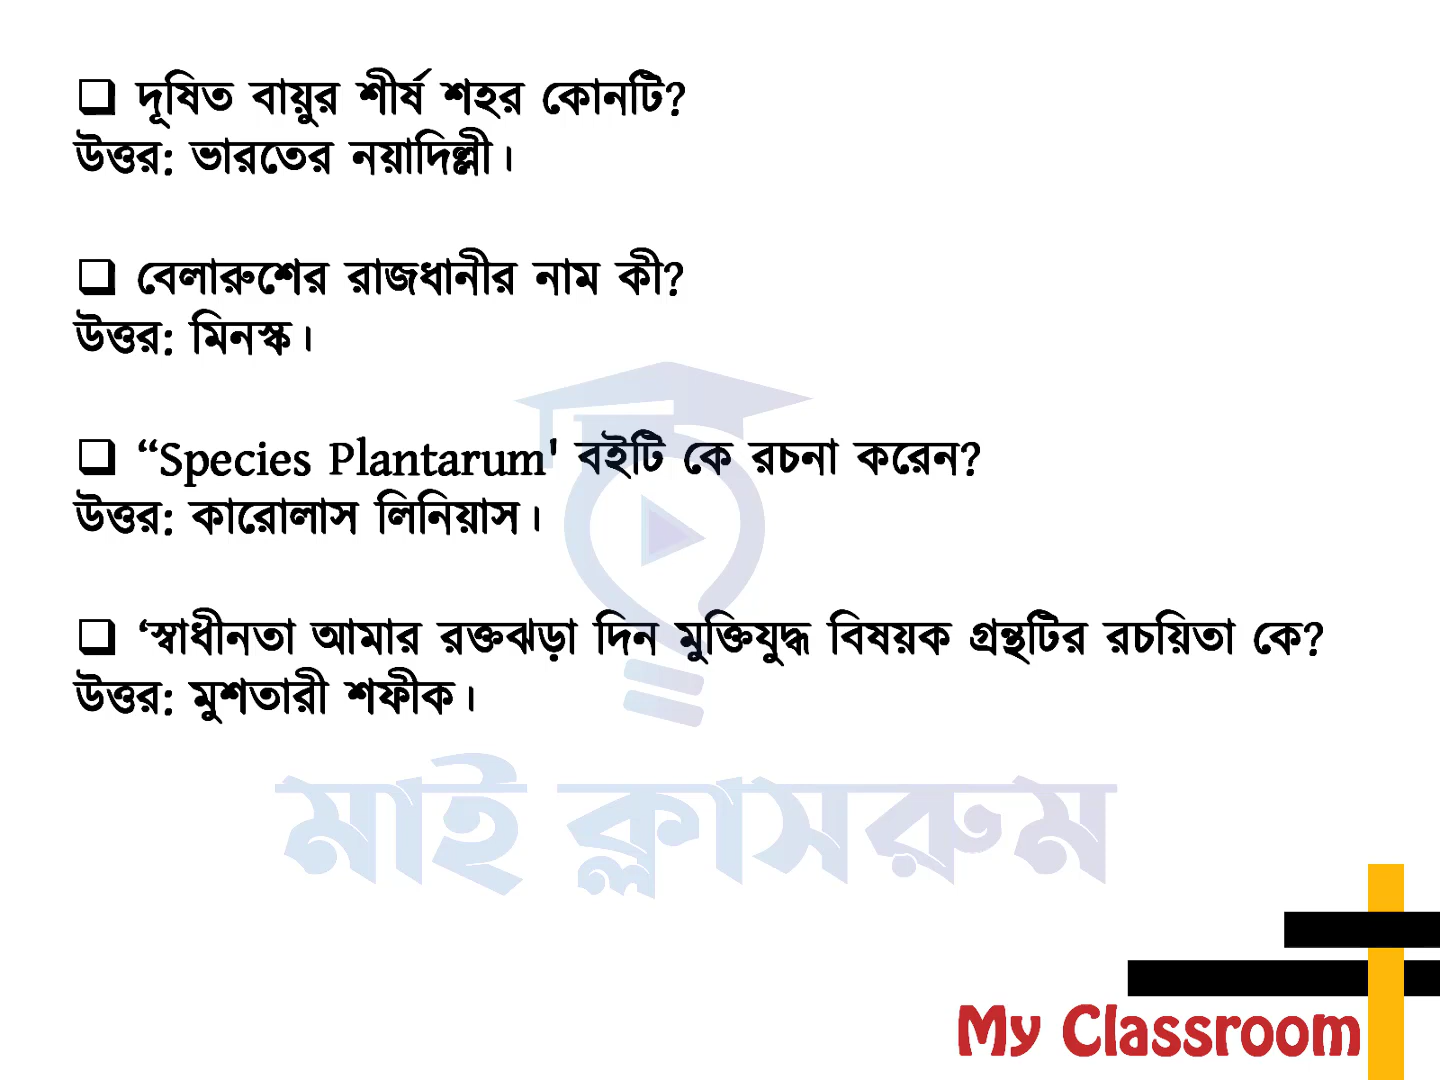 ❑ দূষিত বায়ুর শীর্ষ শহর কোনটি?
উত্তর: ভারতের নয়াদিল্লী।
❑ বেলারুশের রাজধানীর নাম কী?
উত্তর: মিনস্ক।
❑ “Species Plantarum' বইটি কে রচনা করেন?
উত্তর: কারোলাস লিনিয়াস।
❑ ‘স্বাধীনতা আমার রক্তঝড়া দিন মুক্তিযুদ্ধ বিষয়ক গ্রন্থটির রচয়িতা কে?
উত্তর: মুশতারী শফীক।
মাই ক্লাসরুম
My Classroom